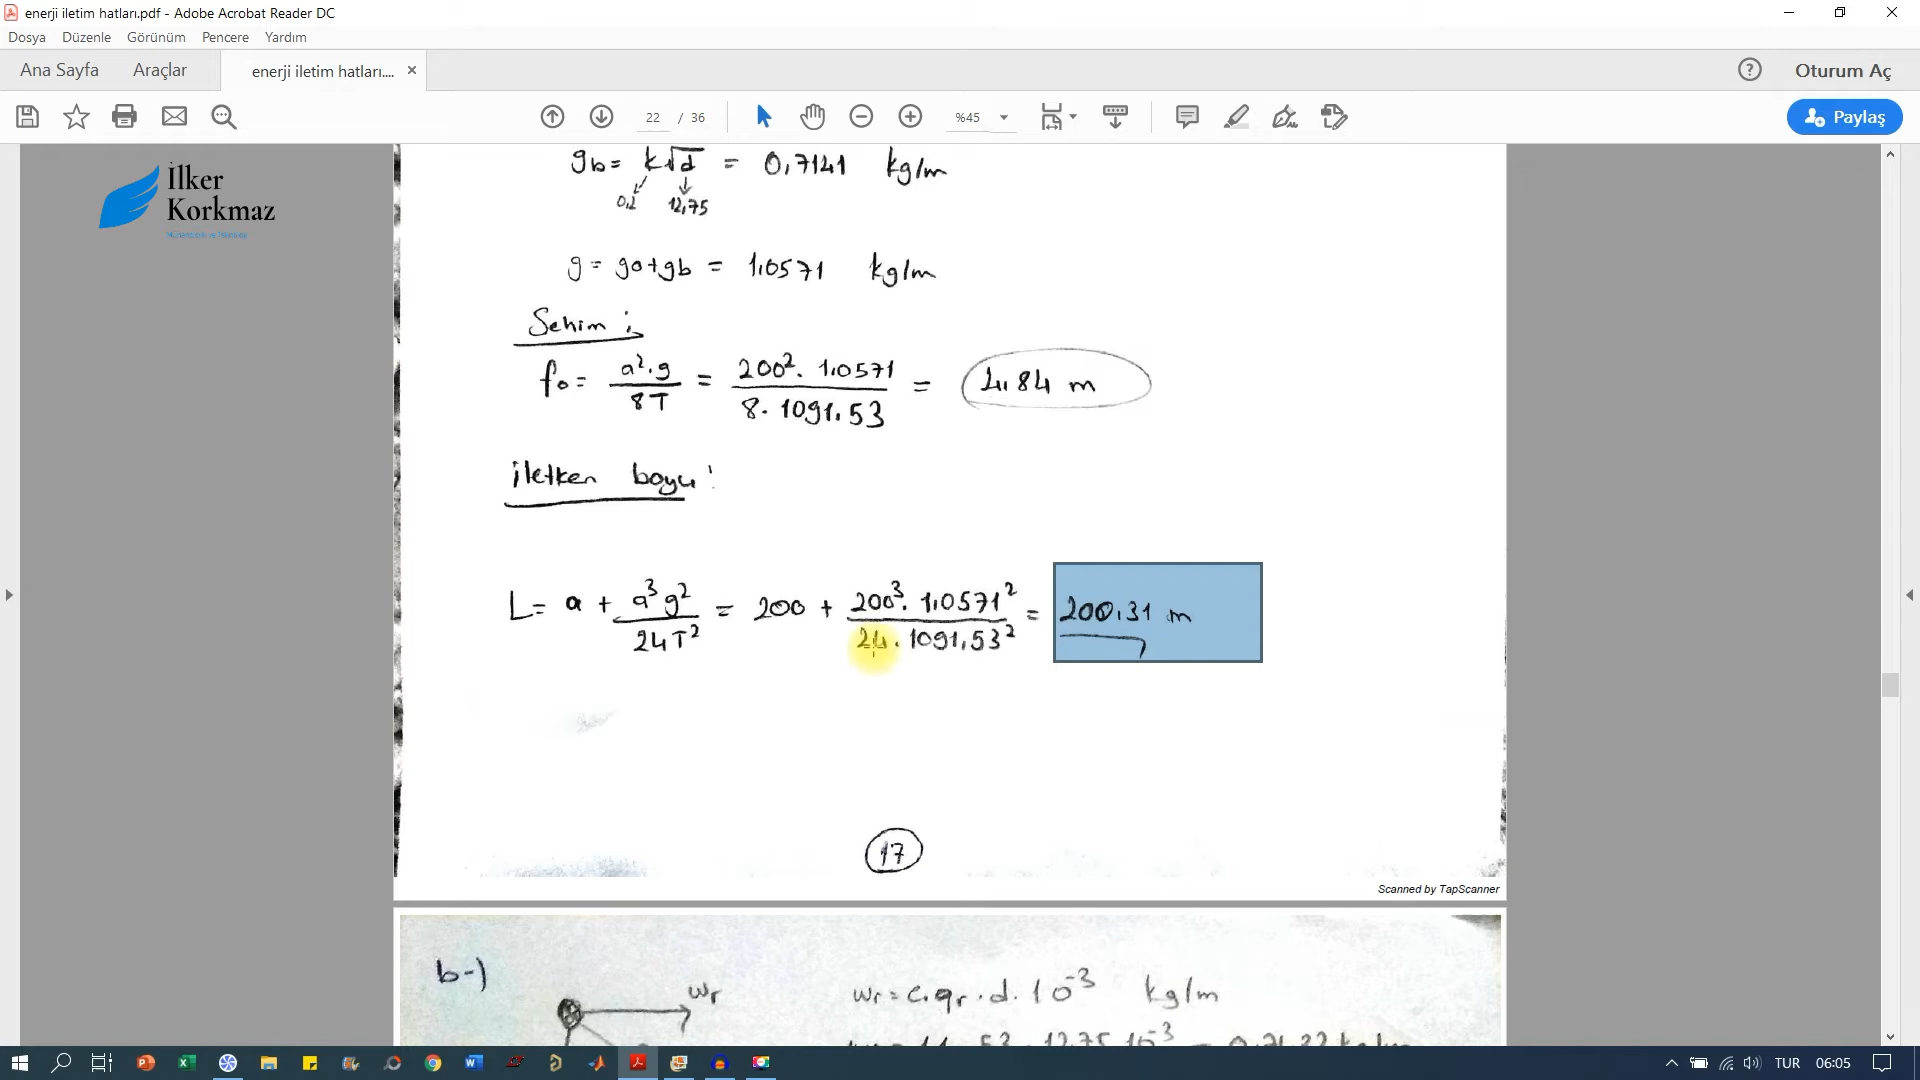 enerji iletim hatları.pdf - Adobe Acrobat Reader DC
Dosya Düzenle Görünüm Pencere Yardım
Ana Sayfa Araçlar enerji iletim hatları.... × Oturum Aç
22 / 36 %45 Paylaş
İlker
Korkmaz
gb = k√d = 0,7141 kg/m
0,2 12,75
g = go+gb = 1,0571 kg/m
Sehim :
fo = a².g / 8T = 200². 1,0571 / 8. 1091,53 = 4.84 m
İletken boyu :
L = a + a³g² / 24T² = 200 + 200³. 1,0571² / 24. 1091,53² = 200,31 m
17
Scanned by TapScanner
b-)
wr wr = c.qr.d.10⁻³ kg/m
TUR 06:05